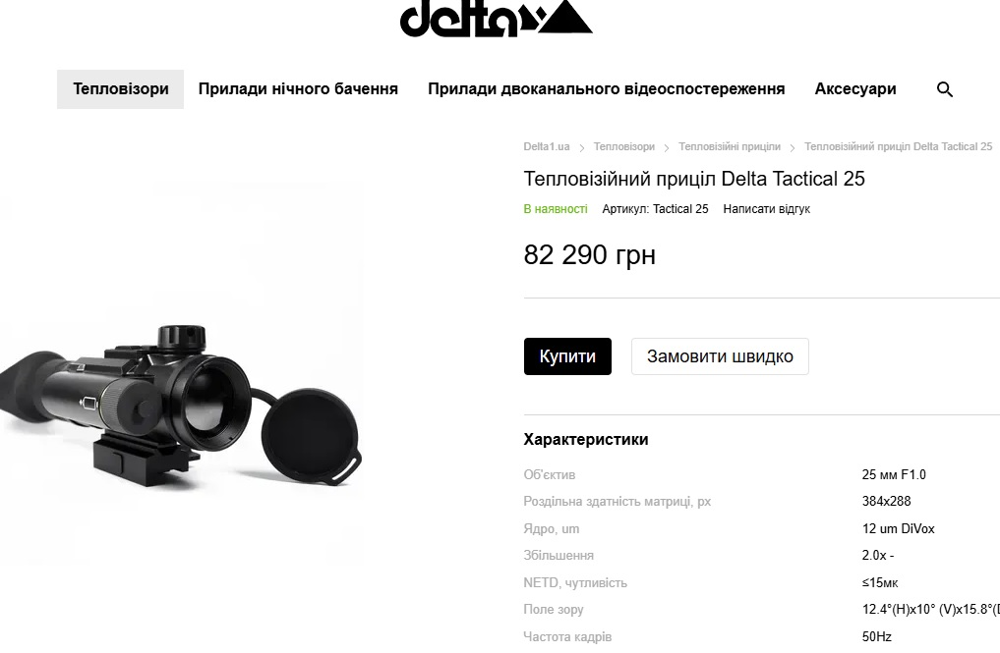 delta
Тепловізори Прилади нічного бачення Прилади двоканального відеоспостереження Аксесуари
Delta1.ua Тепловізори Тепловізійні приціли Тепловізійний приціл Delta Tactical 25
Тепловізійний приціл Delta Tactical 25
В наявності Артикул: Tactical 25 Написати відгук
82 290 грн
Купити Замовити швидко
Характеристики
Об'єктив 25 мм F1.0
Роздільна здатність матриці, px 384x288
Ядро, um 12 um DiVox
Збільшення 2.0x -
NETD, чутливість ≤15мк
Поле зору 12.4°(H)x10° (V)x15.8°(
Частота кадрів 50Hz